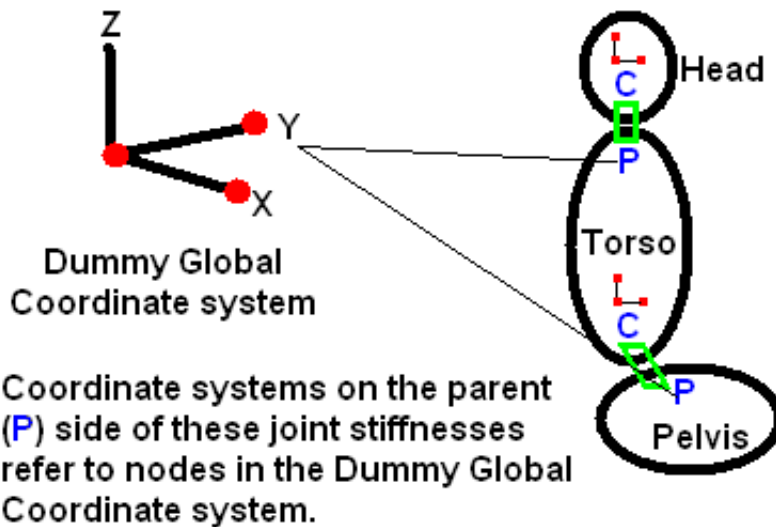 Z
Y
X
Dummy Global
Coordinate system
Head
C
P
Torso
C
P
Pelvis
Coordinate systems on the parent
(P) side of these joint stiffnesses
refer to nodes in the Dummy Global
Coordinate system.